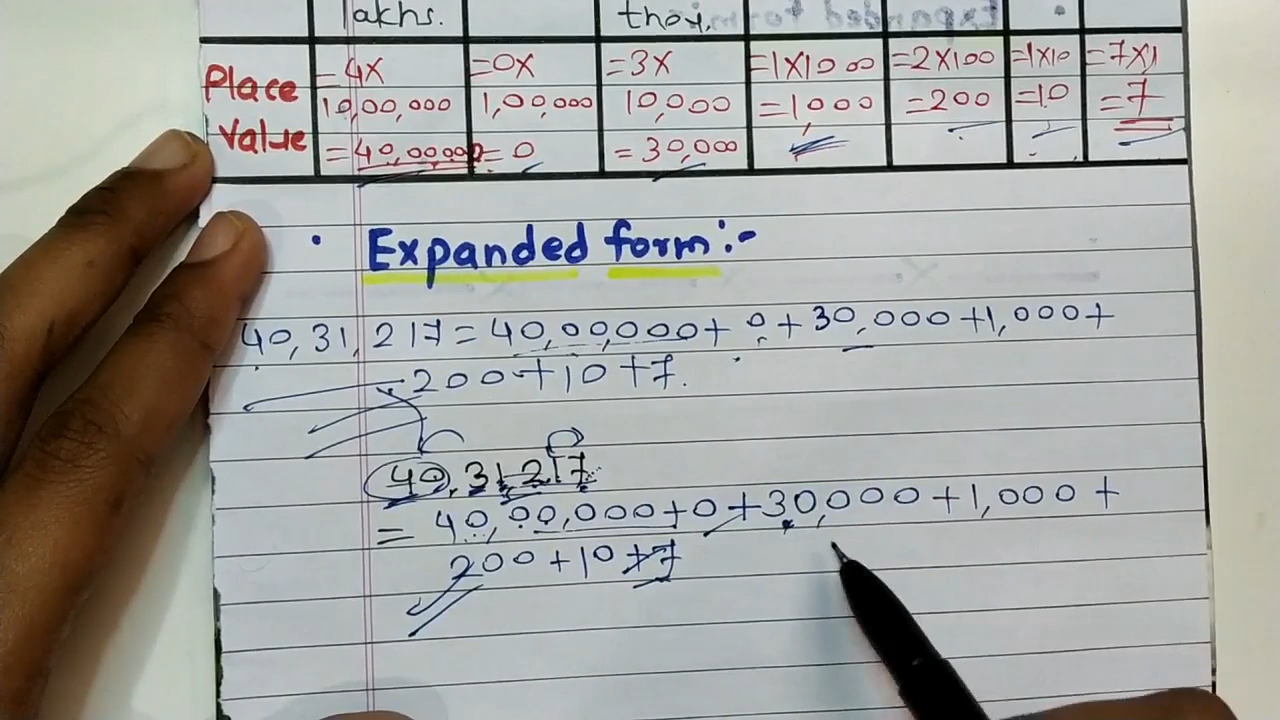 lakhs. thou.
Place Value =4X 10,00,000 =40,00,000 =0X 1,00,000 =0 =3X 10,000 =30,000 =1X1000 =1,000 =2X100 =200 =1X10 =10 =7X1 =7
• Expanded form:-
40,31,217=40,00,000+0+30,000+1,000+
200+10+7.
40,31,217
= 40,00,000+0+30,000+1,000+
200+10+7